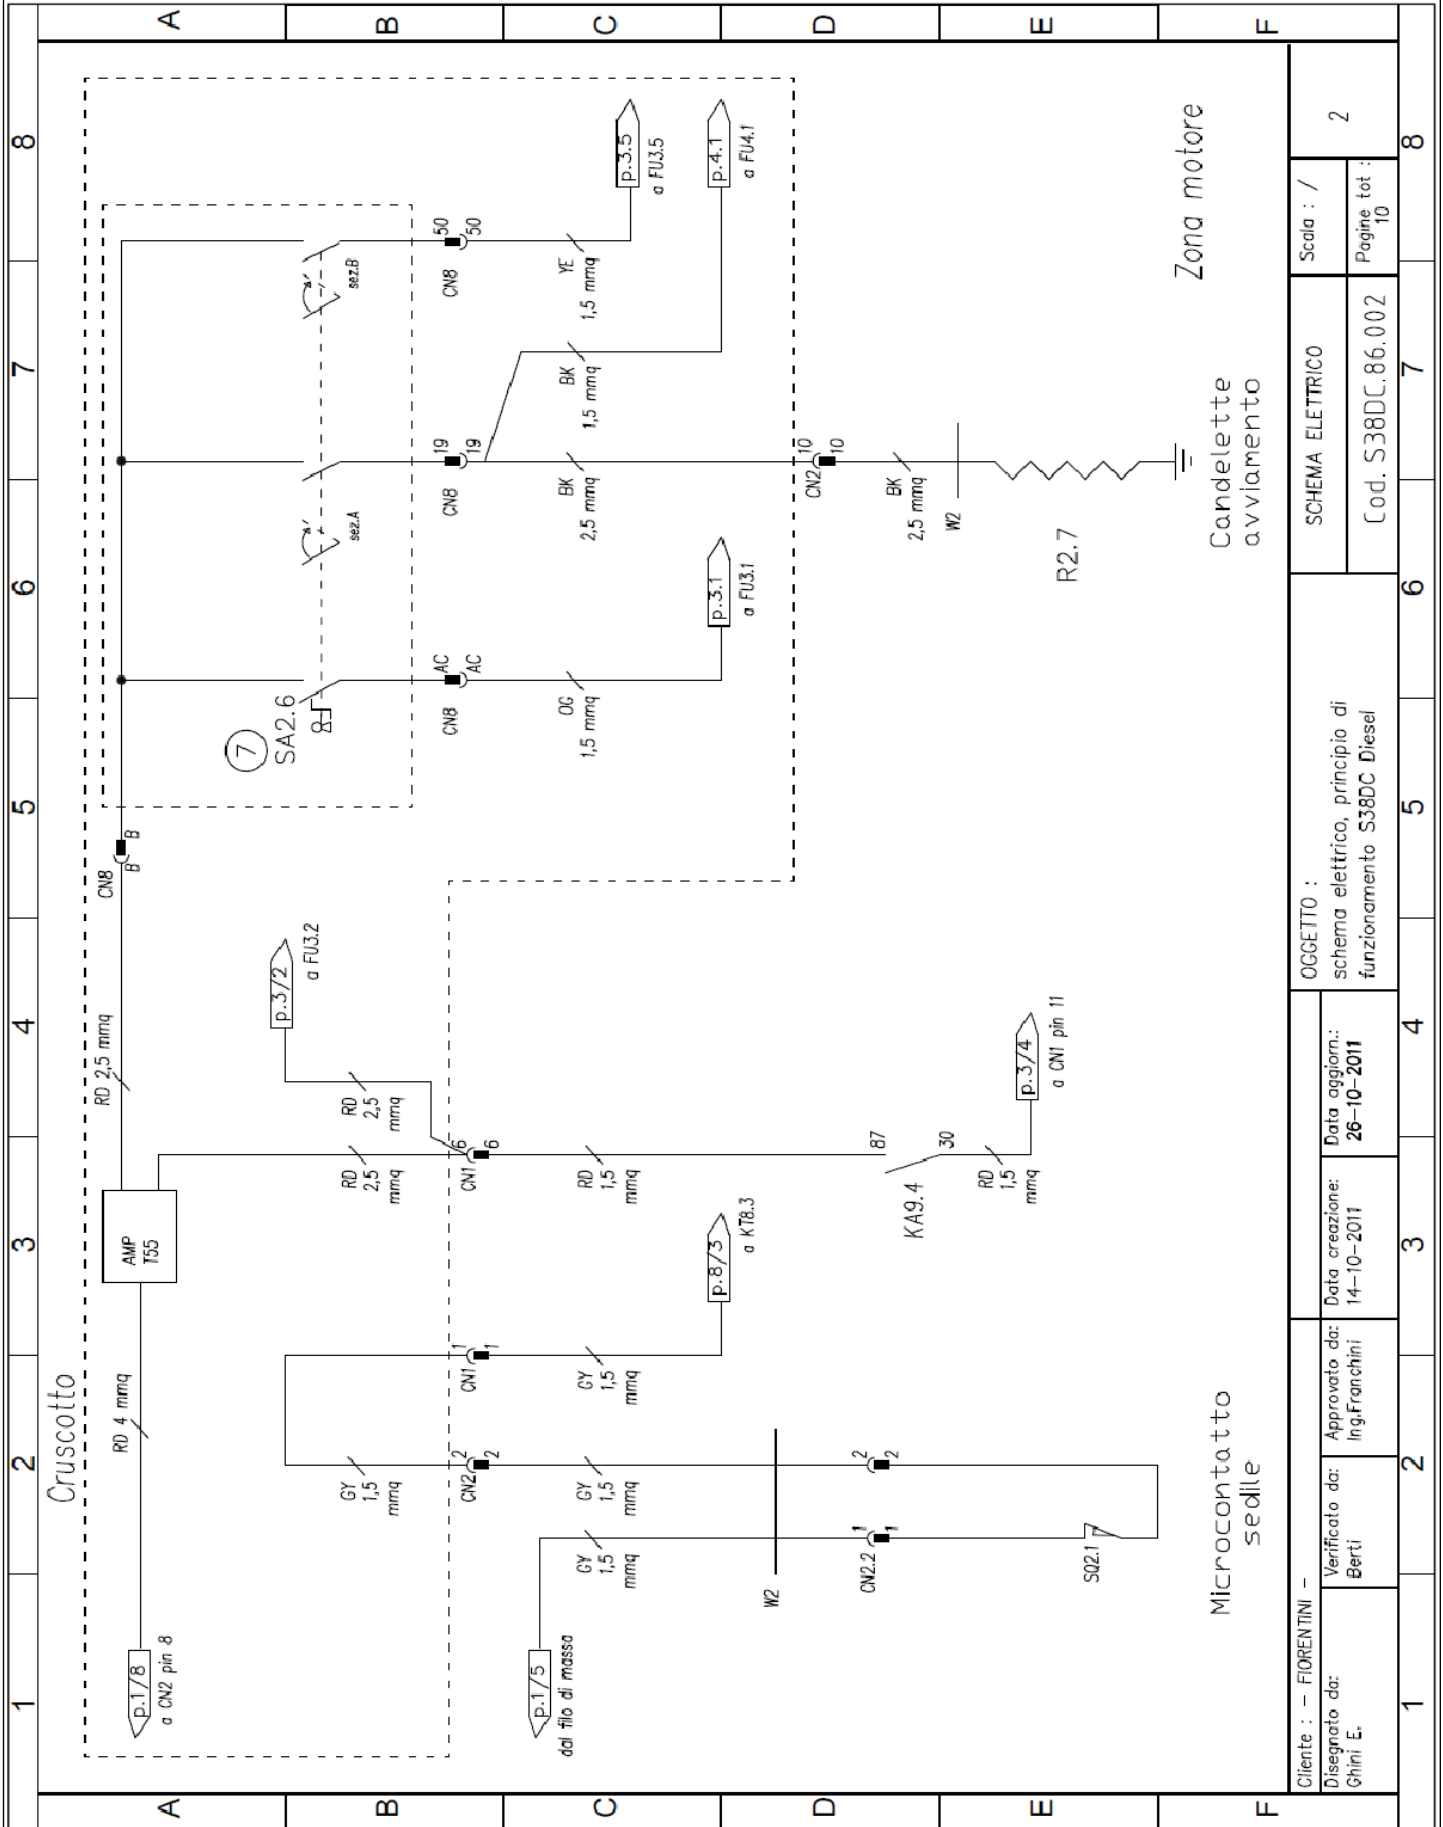 1 2 3 4 5 6 7 8
A A
B B
C C
D D
E E
F F
Cruscotto
p.1/8
a CN2 pin 8
RD 4 mmq
AMP
T55
RD 2,5 mmq
CN8
B
B
p.3/2
a FU3.2
RD
2,5
mmq
RD
2,5
mmq
CN1
6
6
RD
1,5
mmq
87
30
KA9.4
RD
1,5
mmq
p.3/4
a CN1 pin 11
GY
1,5
mmq
CN2
2
2
CN1
1
1
GY
1,5
mmq
p.8/3
a KT8.3
GY
1,5
mmq
GY
1,5
mmq
p.1/5
dal filo di massa
W2
CN2.2
1
1
2
2
SQ2.1
Microcontatto
sedile
7
SA2.6
sez.A
sez.B
CN8
AC
AC
OG
1,5 mmq
p.3.1
a FU3.1
CN8
19
19
BK
2,5 mmq
BK
1,5 mmq
CN8
50
50
YE
1,5 mmq
p.3.5
a FU3.5
p.4.1
a FU4.1
CN2
10
10
BK
2,5 mmq
W2
R2.7
Candelette
avviamento
Zona motore
Cliente : – FIORENTINI –
Disegnato da:
Ghini E.
Verificato da:
Berti
Approvato da:
Ing.Franchini
Data creazione:
14-10-2011
Data aggiorn.:
26-10-2011
OGGETTO :
schema elettrico, principio di
funzionamento S38DC Diesel
SCHEMA ELETTRICO
Cod. S38DC.86.002
Scala : /
Pagine tot :
10
2
1 2 3 4 5 6 7 8